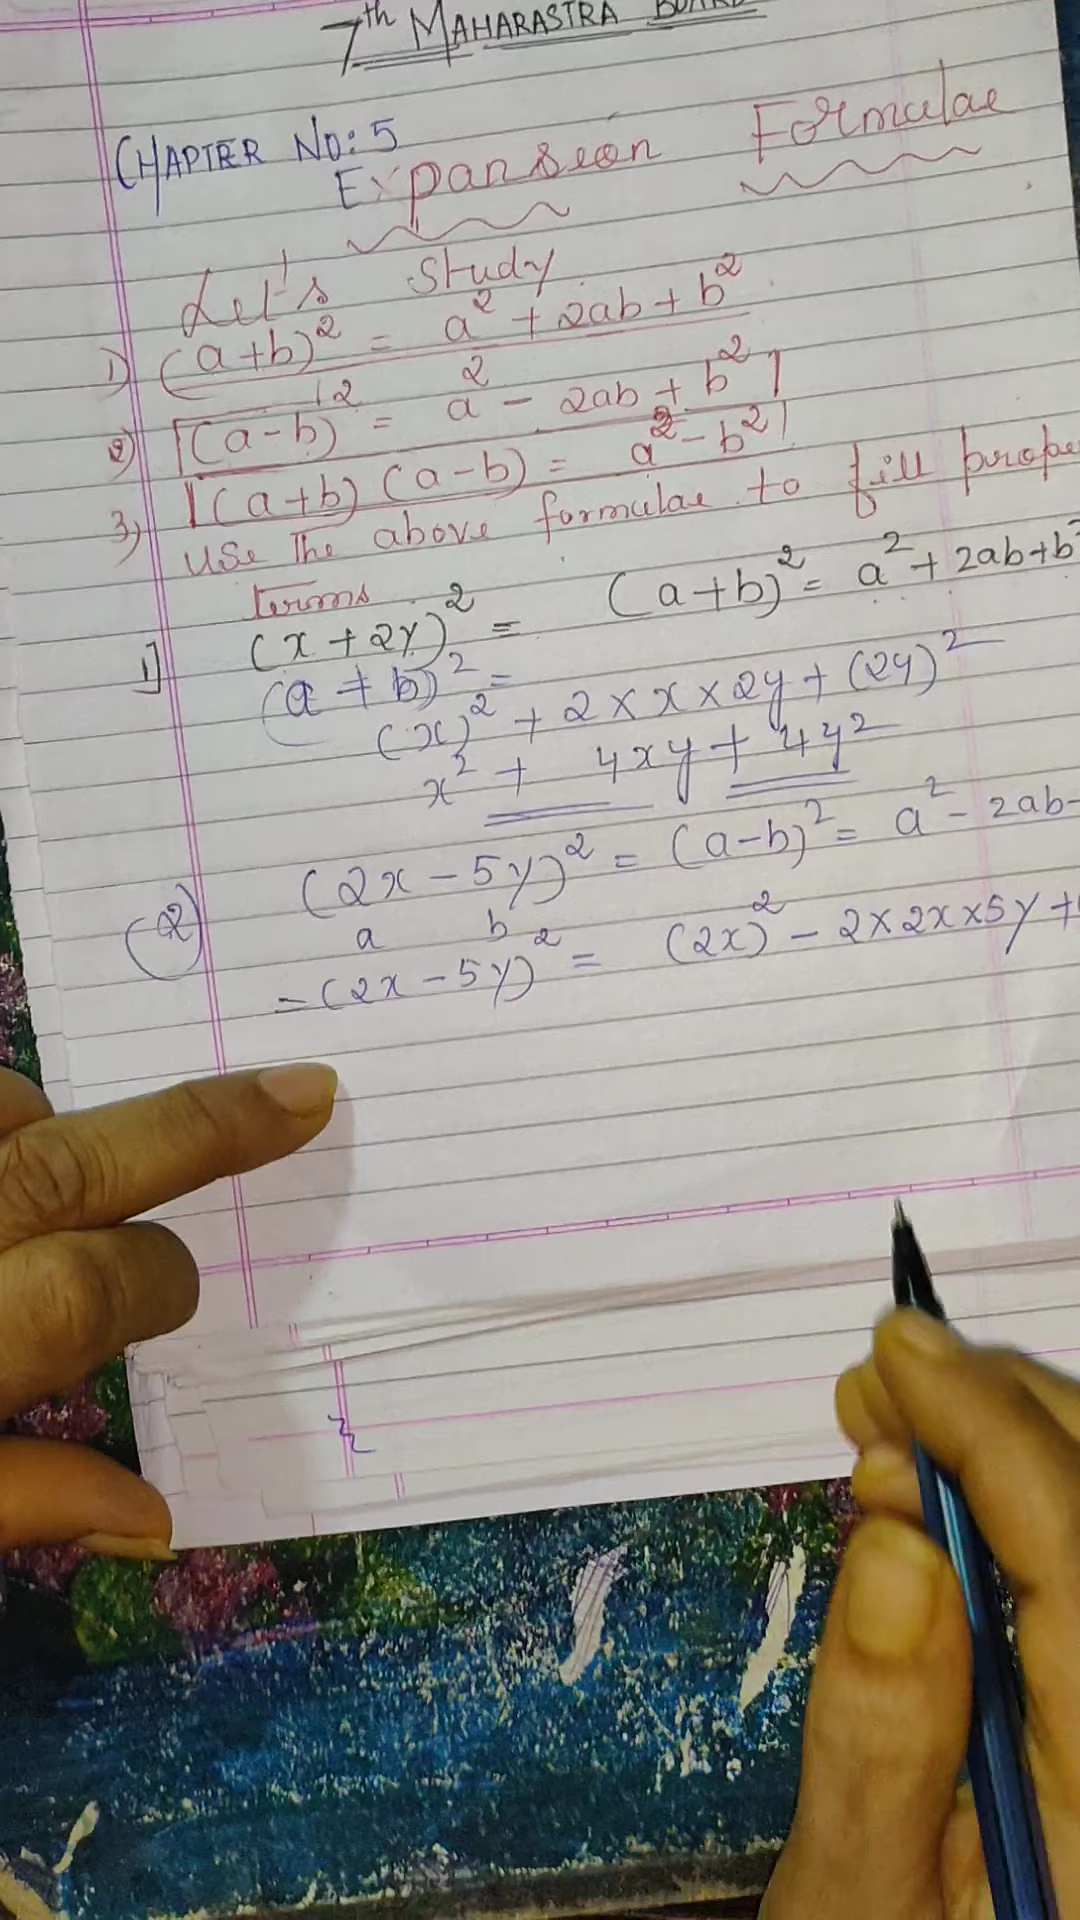 7th MAHARASTRA BOARD
CHAPTER NO: 5
Expansion Formulae
Let's Study
1) (a+b)² = a² + 2ab + b²
2) (a-b)² = a² - 2ab + b²
3) (a+b) (a-b) = a² - b²
Use The above formulae to fill prope
terms
1] (x + 2y)² = (a+b)² = a² + 2ab + b²
(a + b)² =
(x)² + 2 × x × 2y + (2y)²
x² + 4xy + 4y²
(2) (2x - 5y)² = (a-b)² = a² - 2ab
a b
= (2x - 5y)² = (2x)² - 2×2x×5y +